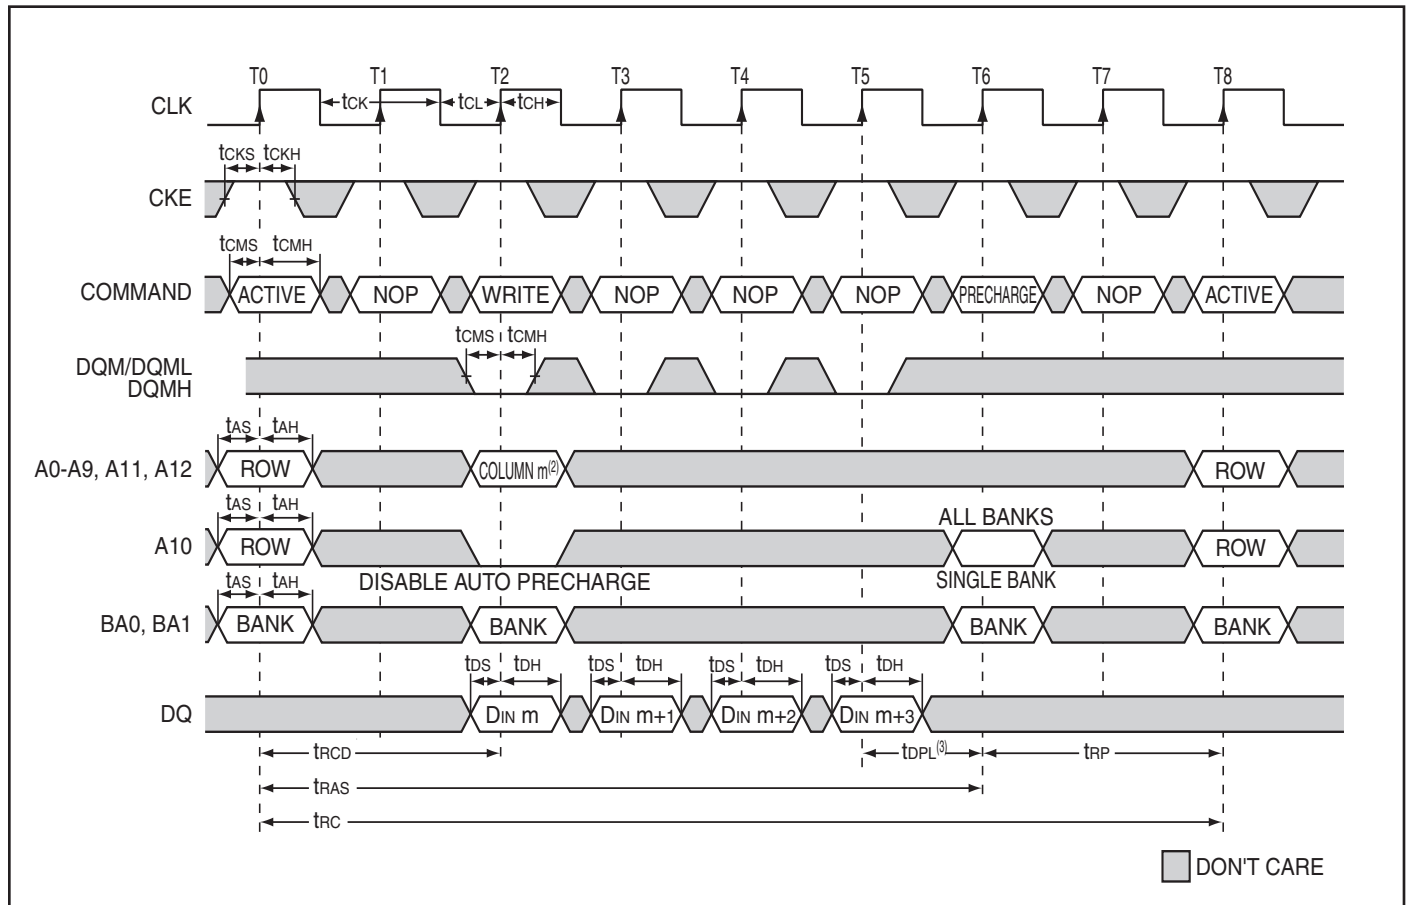 T0 T1 T2 T3 T4 T5 T6 T7 T8
CLK tCK tCL tCH
tCKS tCKH
CKE
tCMS tCMH
COMMAND ACTIVE NOP WRITE NOP NOP NOP PRECHARGE NOP ACTIVE
tCMS tCMH
DQM/DQML
DQMH
tAS tAH
A0-A9, A11, A12 ROW COLUMN m(2) ROW
tAS tAH ALL BANKS
A10 ROW ROW
DISABLE AUTO PRECHARGE SINGLE BANK
tAS tAH
BA0, BA1 BANK BANK BANK BANK
tDS tDH tDS tDH tDS tDH tDS tDH
DQ DIN m DIN m+1 DIN m+2 DIN m+3
tRCD tDPL(3) tRP
tRAS
tRC
DON'T CARE